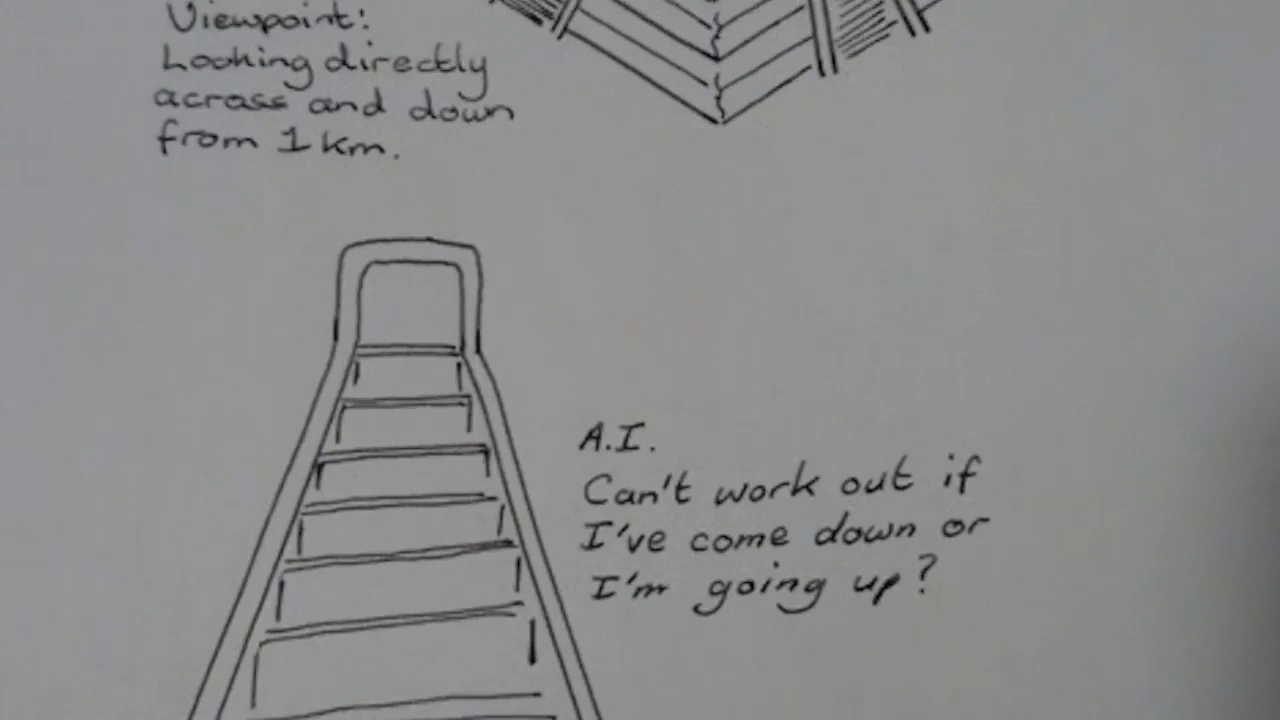 Viewpoint:
Looking directly
across and down
from 1 km.
A.I.
Can't work out if
I've come down or
I'm going up?